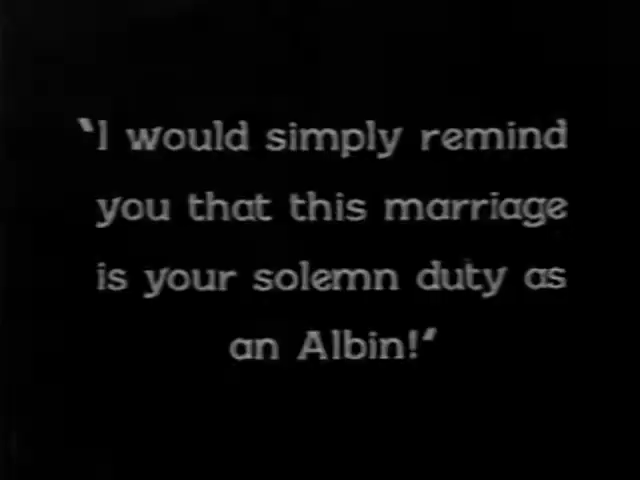 "I would simply remind
you that this marriage
is your solemn duty as
an Albin!"